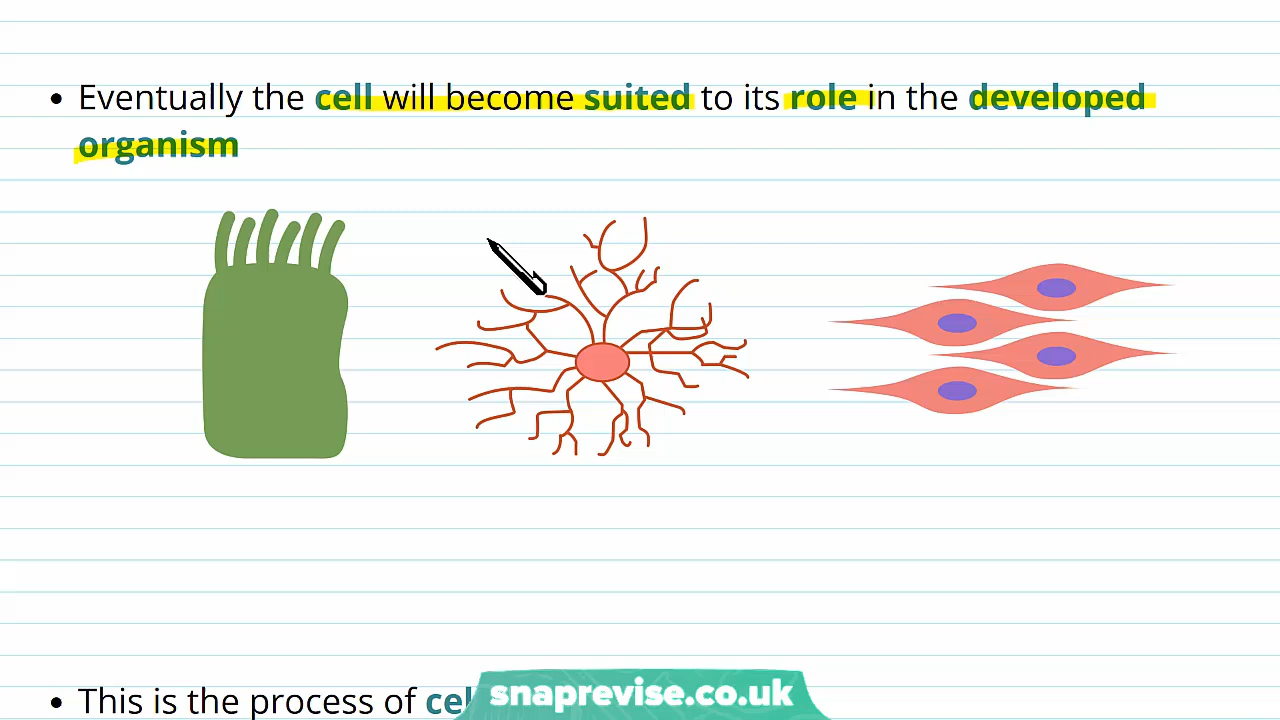 Eventually the cell will become suited to its role in the developed
organism
This is the process of
snaprevise.co.uk